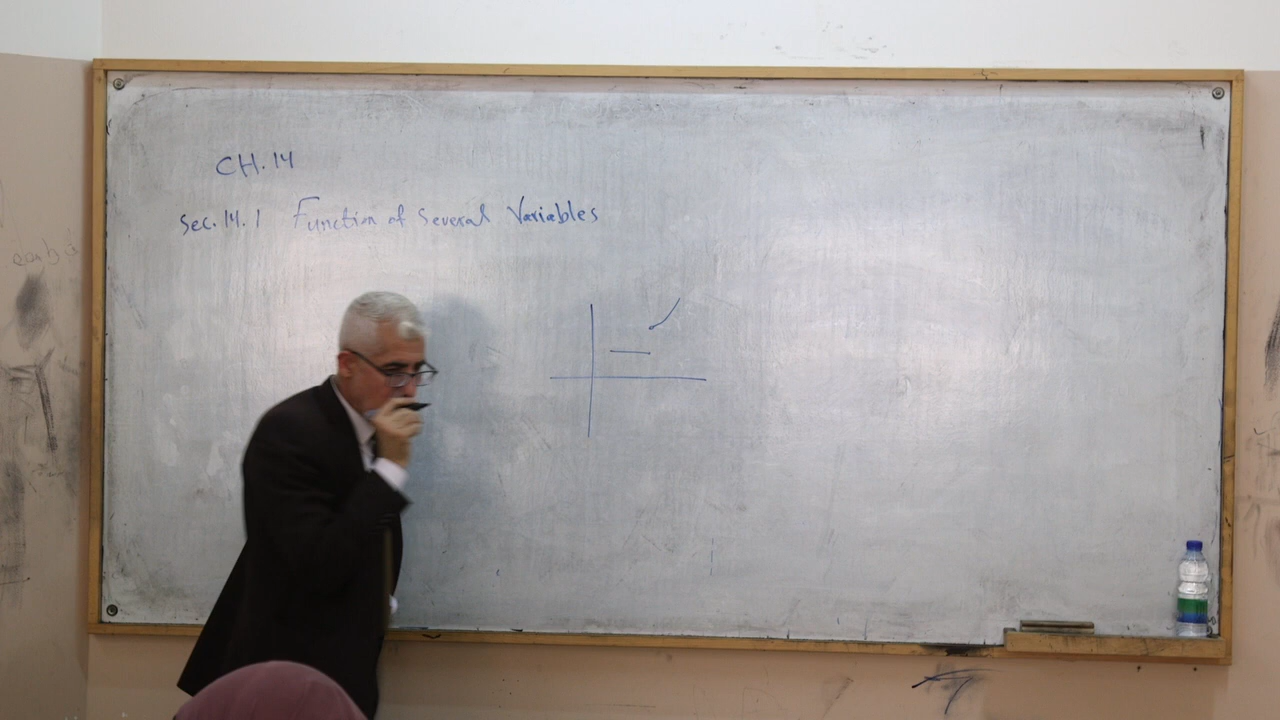 CH.14
Sec.14.1 Function of Several Variables